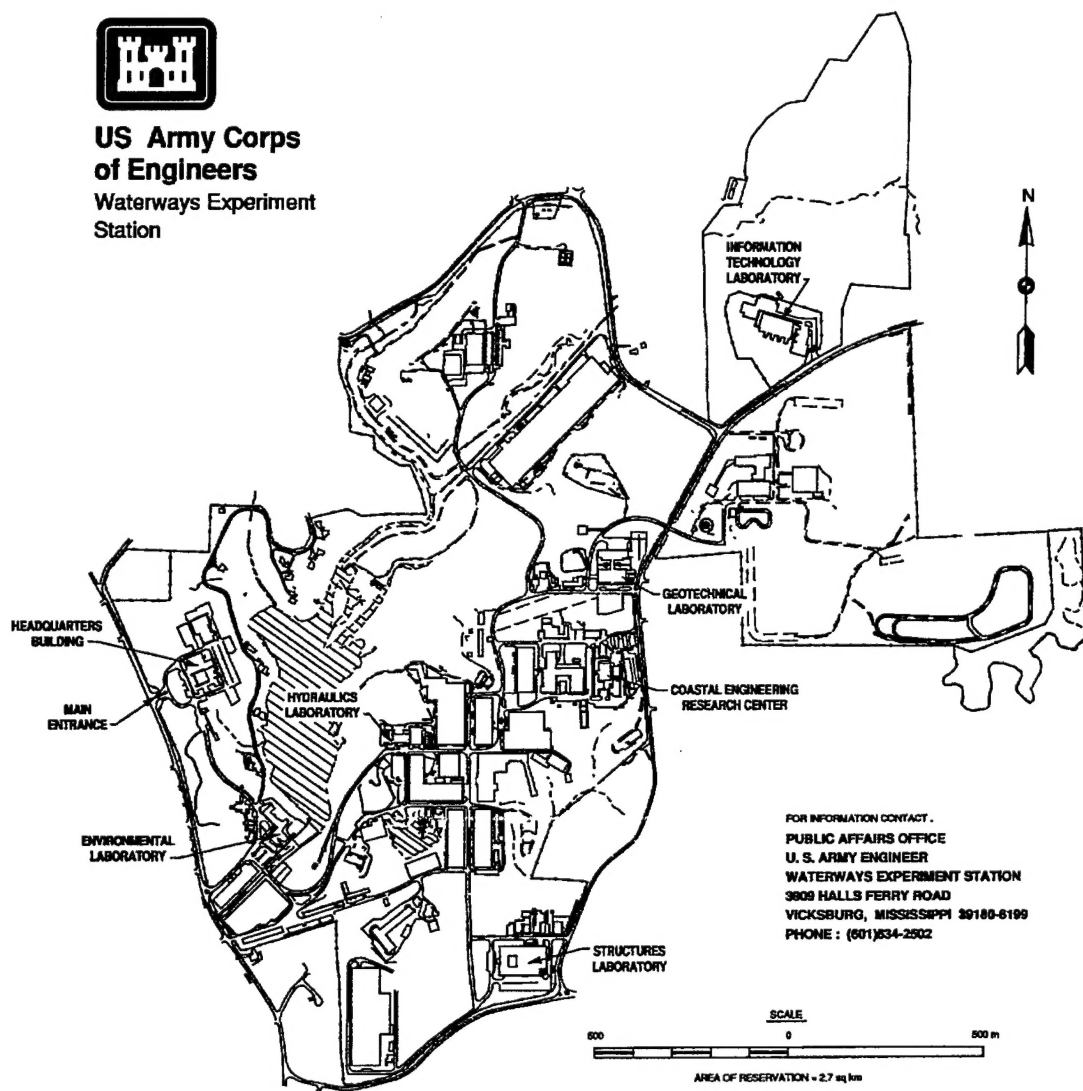 US Army Corps
of Engineers
Waterways Experiment
Station
N
INFORMATION
TECHNOLOGY
LABORATORY
GEOTECHNICAL
LABORATORY
HEADQUARTERS
BUILDING
MAIN
ENTRANCE
HYDRAULICS
LABORATORY
COASTAL ENGINEERING
RESEARCH CENTER
ENVIRONMENTAL
LABORATORY
STRUCTURES
LABORATORY
FOR INFORMATION CONTACT.
PUBLIC AFFAIRS OFFICE
U. S. ARMY ENGINEER
WATERWAYS EXPERIMENT STATION
3909 HALLS FERRY ROAD
VICKSBURG, MISSISSIPPI 39180-6199
PHONE : (601)634-2502
SCALE
500 0 500 m
AREA OF RESERVATION = 2.7 sq km